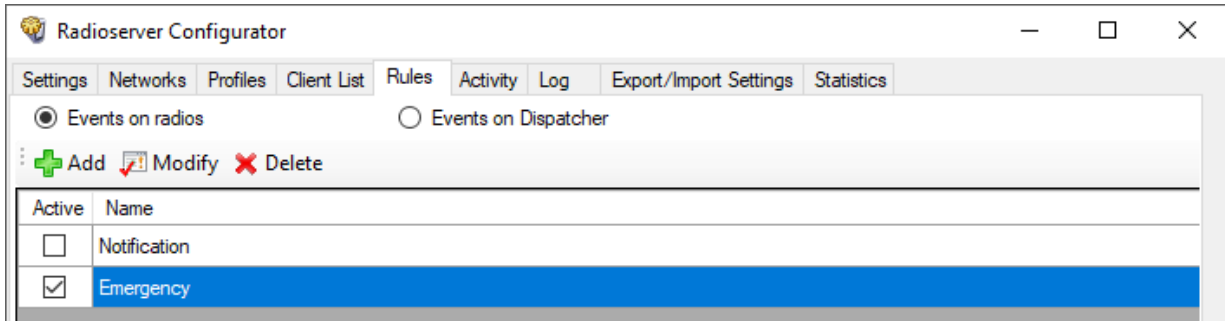 Radioserver Configurator
Settings Networks Profiles Client List Rules Activity Log Export/Import Settings Statistics
Events on radios Events on Dispatcher
Add Modify Delete
Active Name
Notification
Emergency